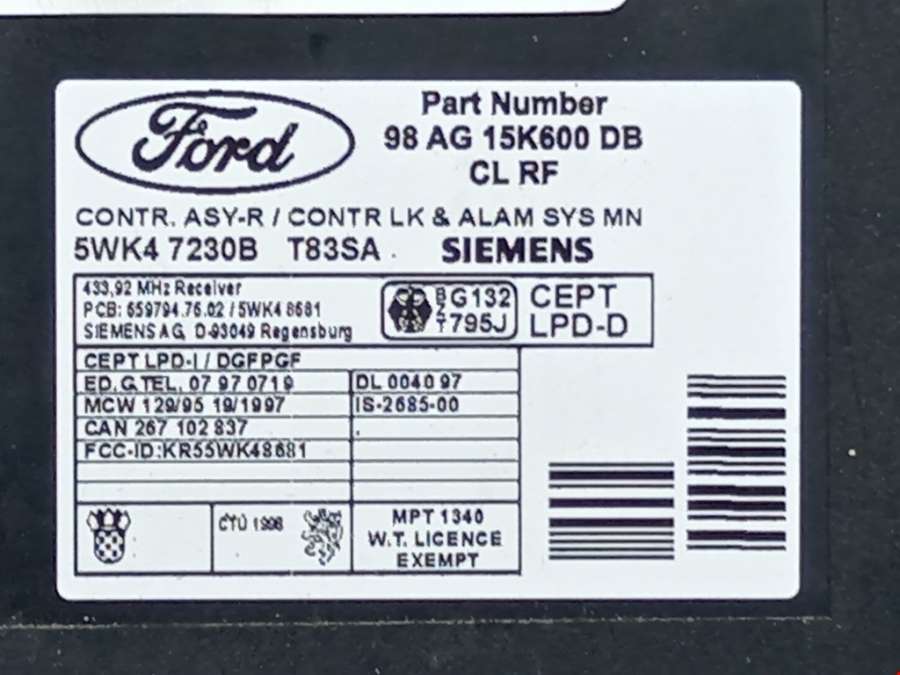 Ford
Part Number
98 AG 15K600 DB
CL RF
CONTR. ASY-R / CONTR LK & ALAM SYS MN
5WK4 7230B T83SA SIEMENS
433,92 MHz Receiver
PCB: 659794.76.02 / 5WK4 8681
SIEMENS AG, D-93049 Regensburg
BZT G132 795J
CEPT
LPD-D
CEPT LPD-I / DGFPGF
ED. G.TEL. 07 97 0719 DL 0040 97
MCW 129/95 19/1997 IS-2685-00
CAN 267 102 837
FCC-ID:KR55WK48681
ČTÚ 1998
MPT 1340
W.T. LICENCE
EXEMPT